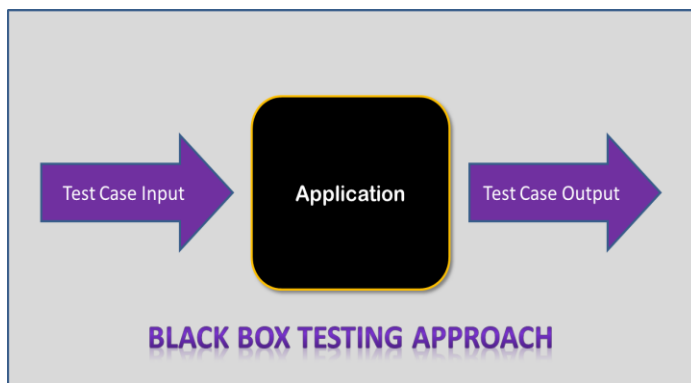 Test Case Input
Application
Test Case Output
BLACK BOX TESTING APPROACH